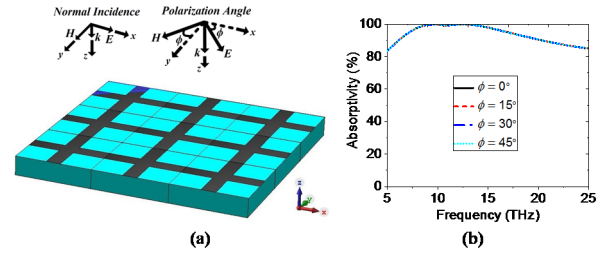 Normal Incidence
Polarization Angle
H
k
E
x
y
z
H
ϕ
k
ϕ
E
x
y
z
z
y
x
(a)
Absorptivity (%)
100
80
60
40
20
0
ϕ = 0°
ϕ = 15°
ϕ = 30°
ϕ = 45°
5 10 15 20 25
Frequency (THz)
(b)